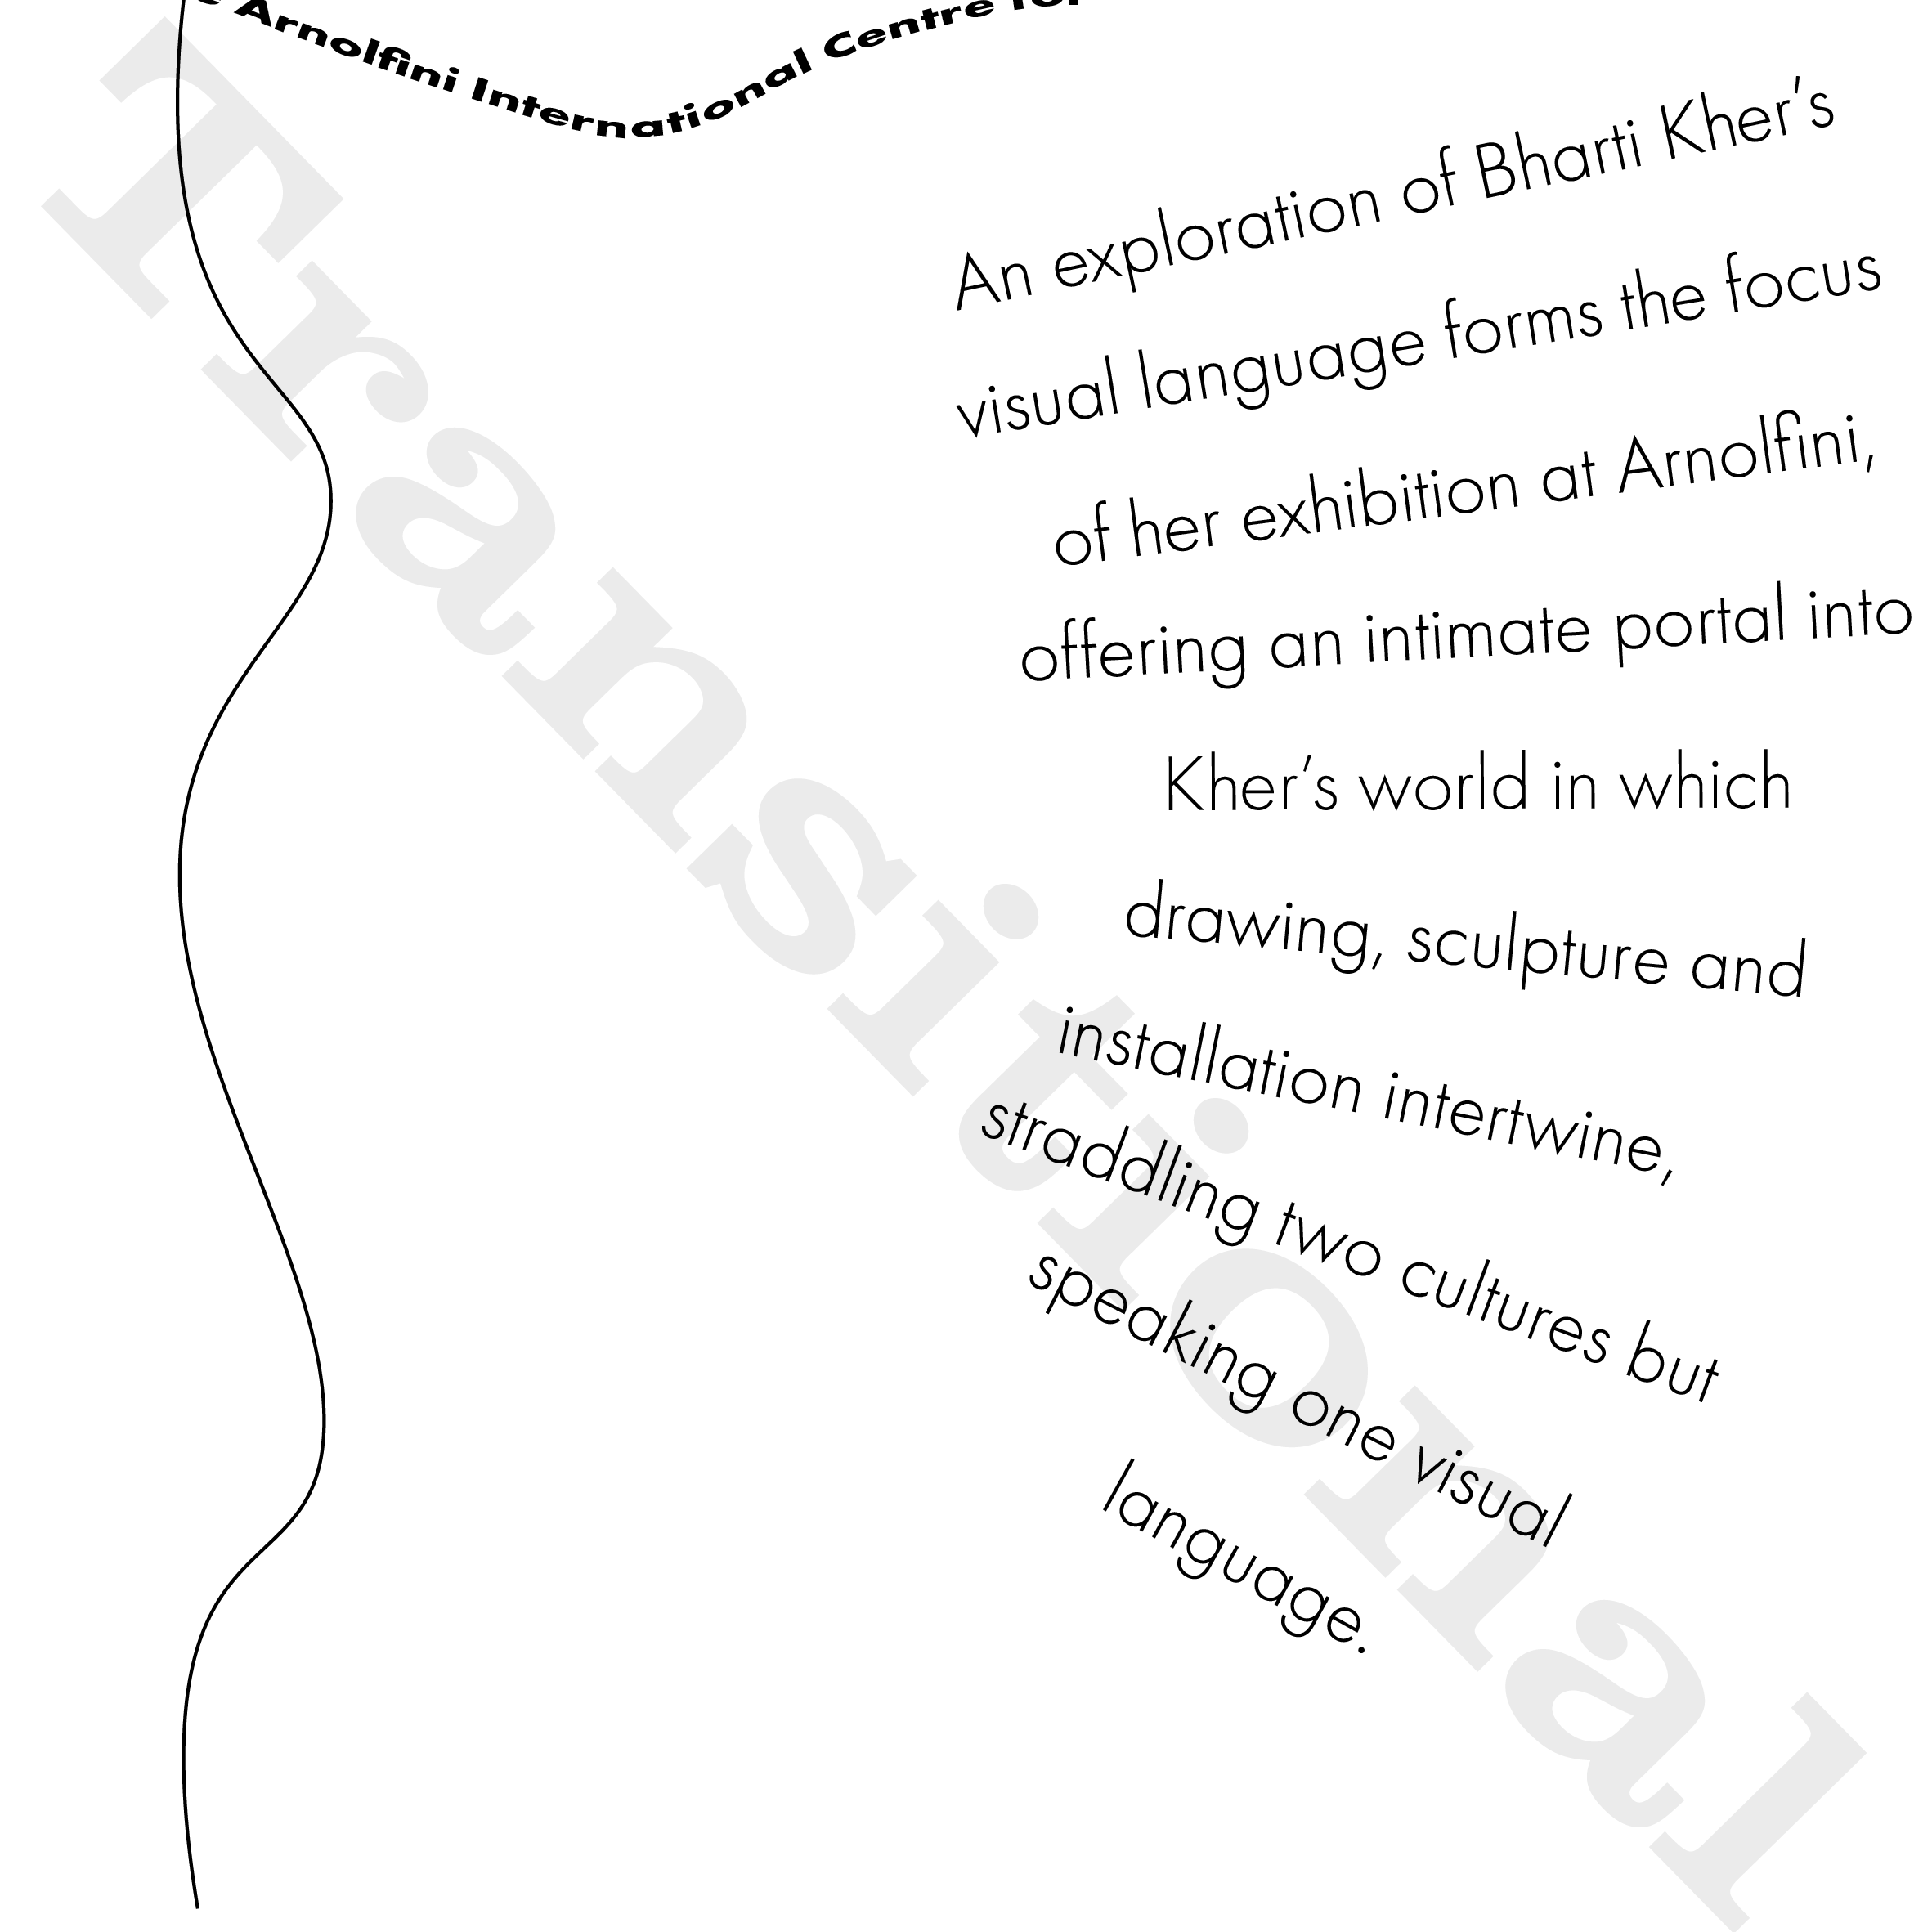 Arnolfini International Centre for
An exploration of Bharti Kher's
visual language forms the focus
of her exhibition at Arnolfini,
offering an intimate portal into
Kher's world in which
drawing, sculpture and
installation intertwine,
straddling two cultures but
speaking one visual
language.
Transitional